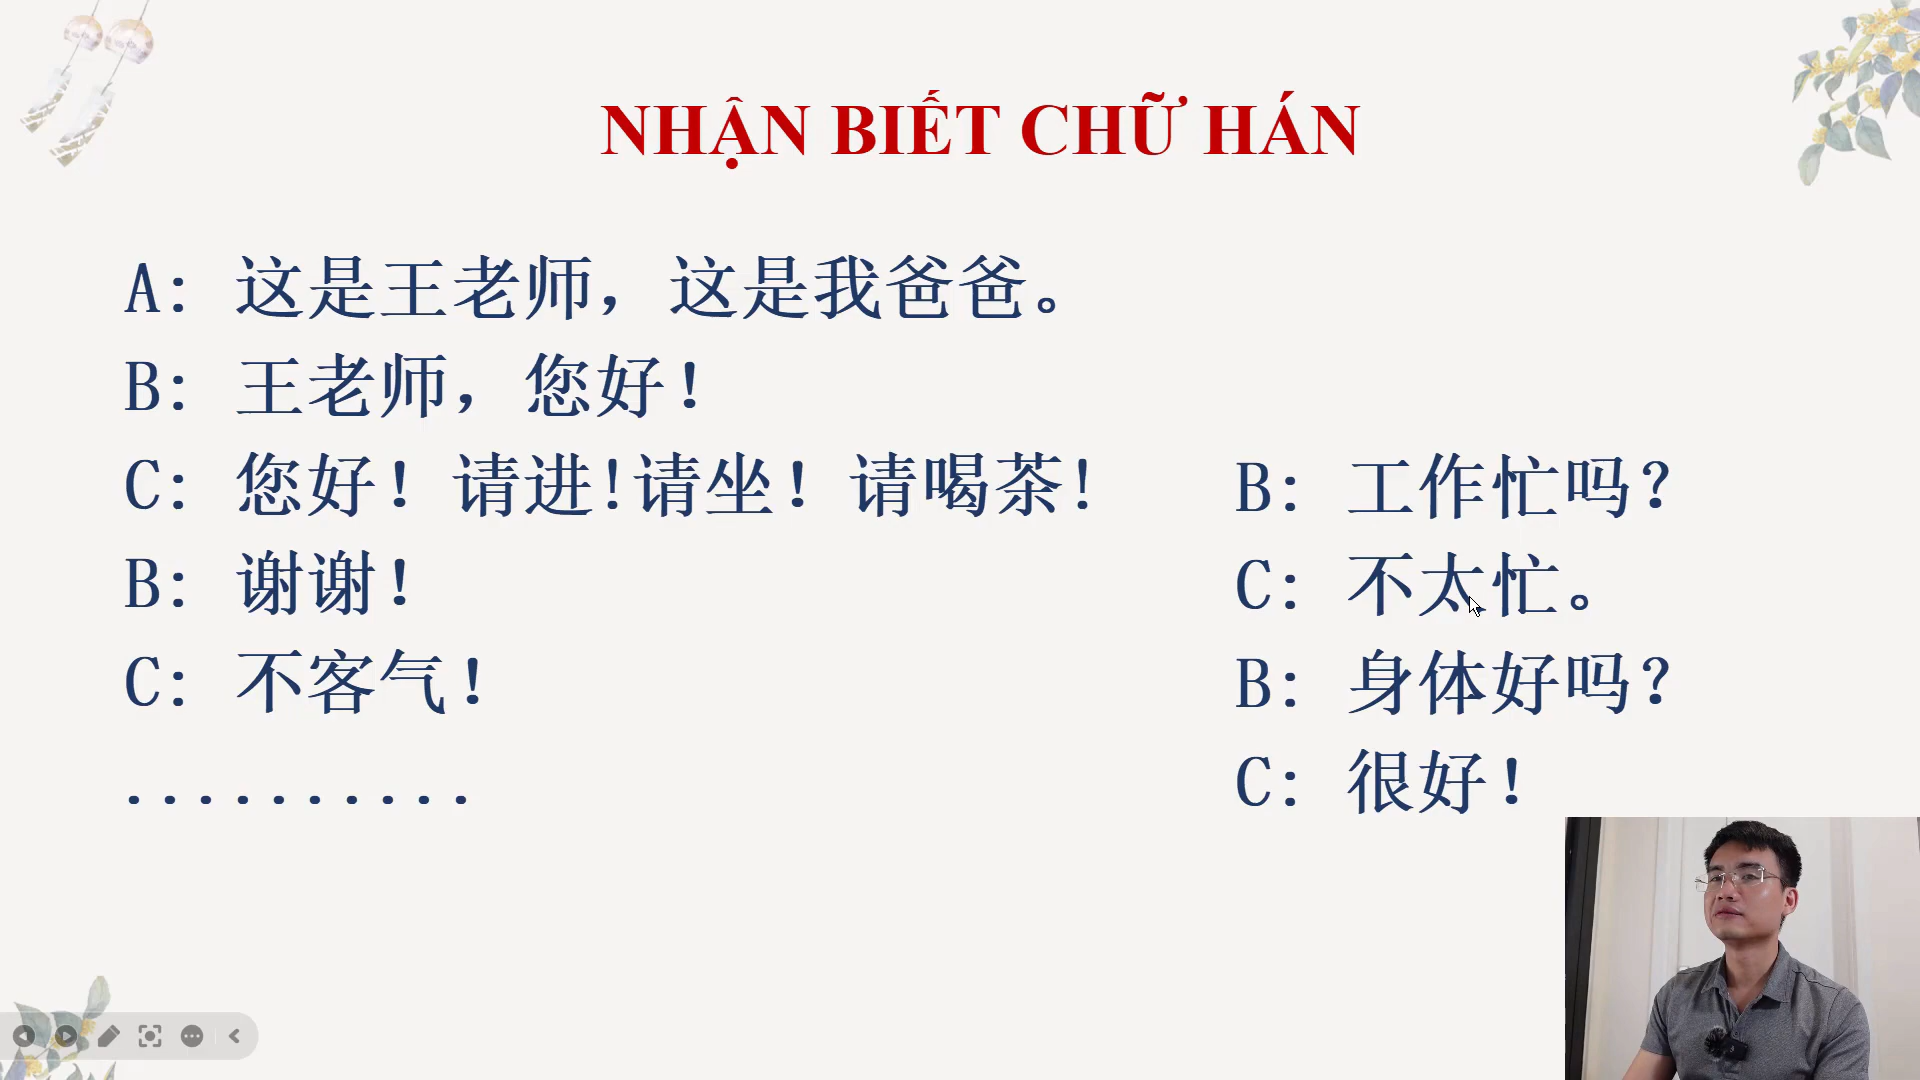 NHẬN BIẾT CHỮ HÁN
A: 这是王老师，这是我爸爸。
B: 王老师，您好！
C: 您好！请进!请坐！请喝茶!
B: 谢谢！
C: 不客气！
..........
B: 工作忙吗？
C: 不太忙。
B: 身体好吗？
C: 很好！